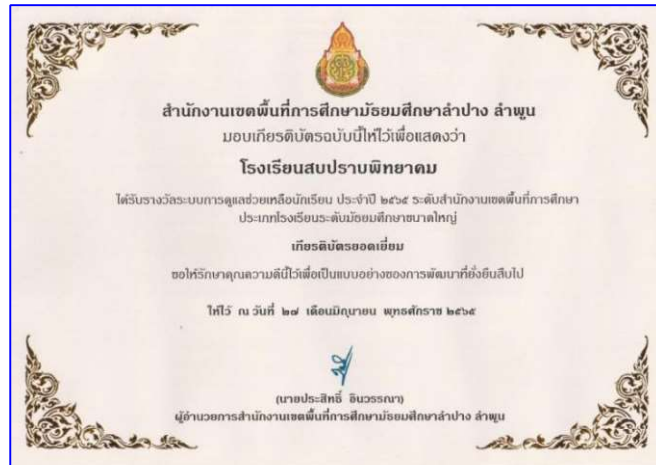 สำนักงานเขตพื้นที่การศึกษามัธยมศึกษาลำปาง ลำพูน
มอบเกียรติบัตรฉบับนี้ให้ไว้เพื่อแสดงว่า
โรงเรียนสบปราบพิทยาคม
ได้รับรางวัลระบบการดูแลช่วยเหลือนักเรียน ประจำปี ๒๕๖๕ ระดับสำนักงานเขตพื้นที่การศึกษา
ประเภทโรงเรียนระดับมัธยมศึกษาขนาดใหญ่
เกียรติบัตรยอดเยี่ยม
ขอให้รักษาคุณความดีนี้ไว้เพื่อเป็นแบบอย่างของการพัฒนาที่ยั่งยืนสืบไป
ให้ไว้ ณ วันที่ ๒๗ เดือนมิถุนายน พุทธศักราช ๒๕๖๕
(นายประสิทธิ์ อินวรรณา)
ผู้อำนวยการสำนักงานเขตพื้นที่การศึกษามัธยมศึกษาลำปาง ลำพูน